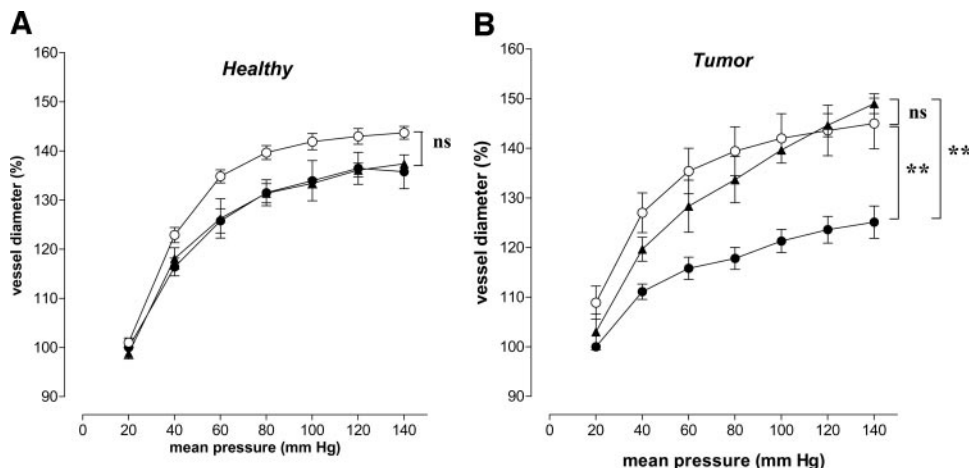 A
Healthy
160
150
140
130
120
110
100
90
vessel diameter (%)
ns
0 20 40 60 80 100 120 140
mean pressure (mm Hg)
B
Tumor
160
150
140
130
120
110
100
90
vessel diameter (%)
ns
**
**
0 20 40 60 80 100 120 140
mean pressure (mm Hg)